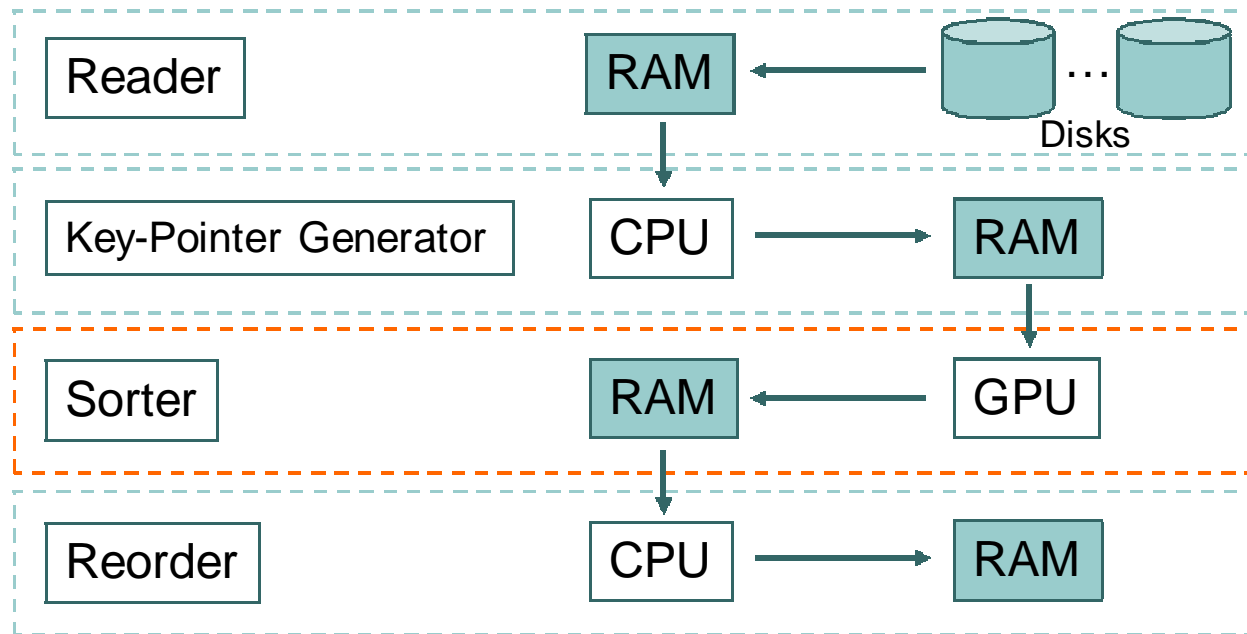 Reader
RAM
...
Disks
Key-Pointer Generator
CPU
RAM
Sorter
RAM
GPU
Reorder
CPU
RAM